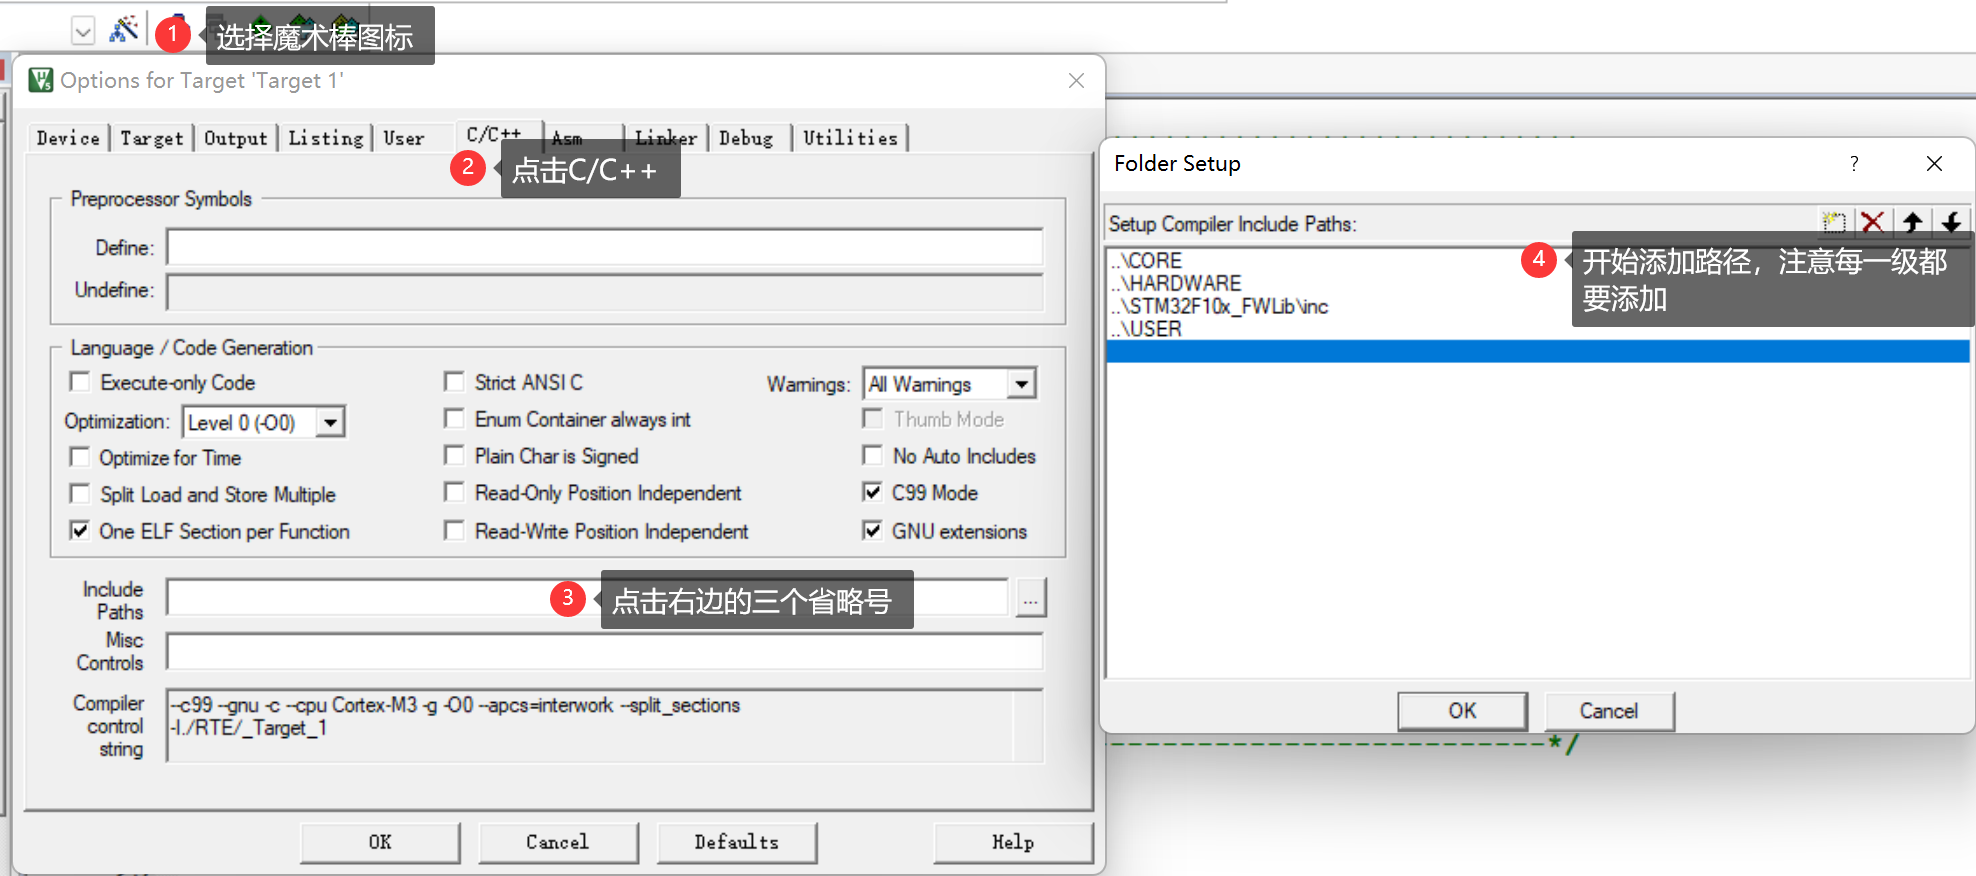 1 选择魔术棒图标
Options for Target 'Target 1'
Device Target Output Listing User C/C++ Asm Linker Debug Utilities
2 点击C/C++
Preprocessor Symbols
Define:
Undefine:
Language / Code Generation
Execute-only Code
Strict ANSI C
Warnings: All Warnings
Optimization: Level 0 (-O0)
Enum Container always int
Thumb Mode
Optimize for Time
Plain Char is Signed
No Auto Includes
Split Load and Store Multiple
Read-Only Position Independent
C99 Mode
One ELF Section per Function
Read-Write Position Independent
GNU extensions
Include
Paths
3 点击右边的三个省略号
...
Misc
Controls
Compiler
control
string
--c99 --gnu -c --cpu Cortex-M3 -g -O0 --apcs=interwork --split_sections
-I./RTE/_Target_1
OK Cancel Defaults Help
Folder Setup ?
Setup Compiler Include Paths:
..\CORE
..\HARDWARE
..\STM32F10x_FWLib\inc
..\USER
4 开始添加路径，注意每一级都
要添加
OK Cancel
--------------------------*/